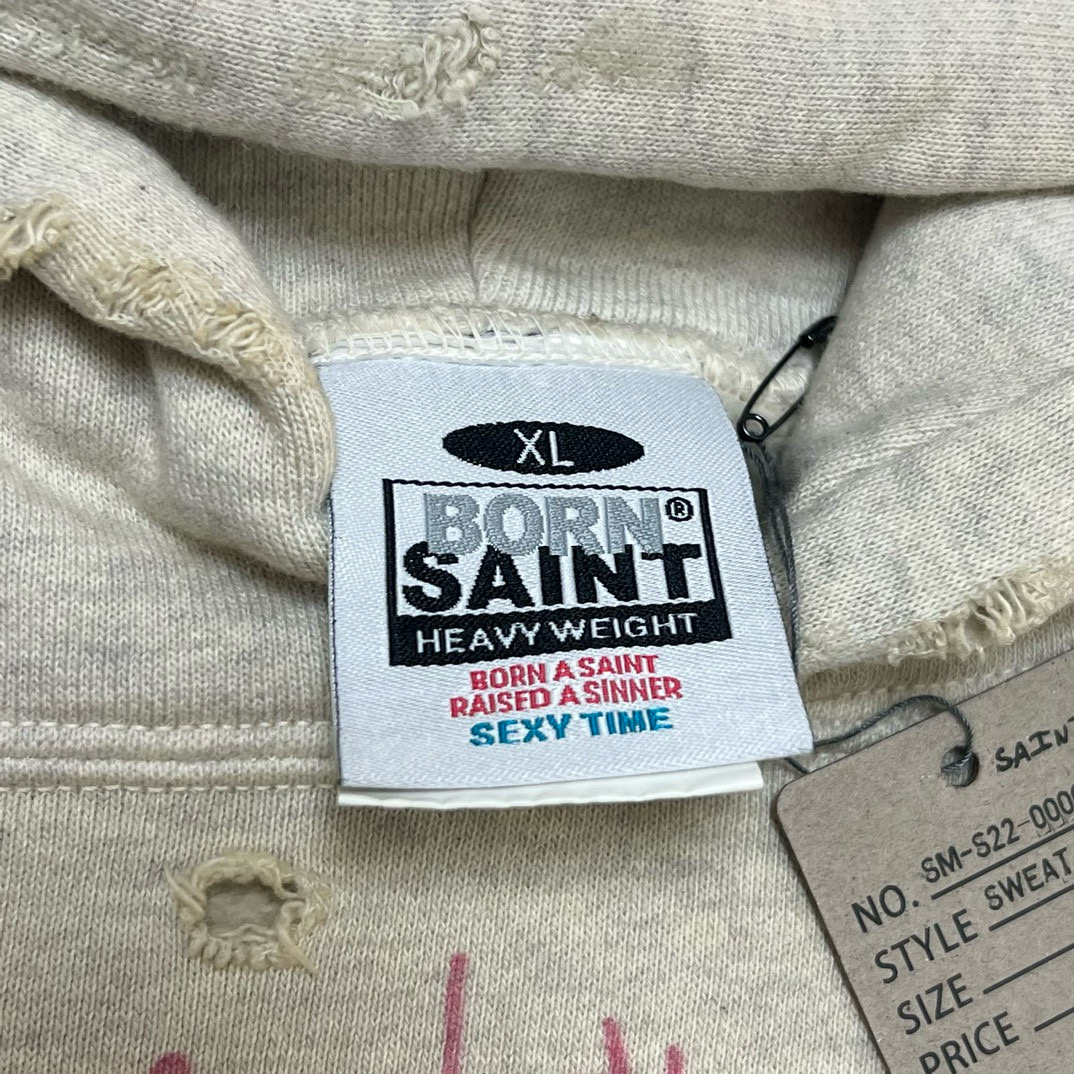 XL
BORN®
SAINT
HEAVY WEIGHT
BORN A SAINT
RAISED A SINNER
SEXY TIME
NO. SM-S22-000
STYLE SWEAT
SIZE
PRICE